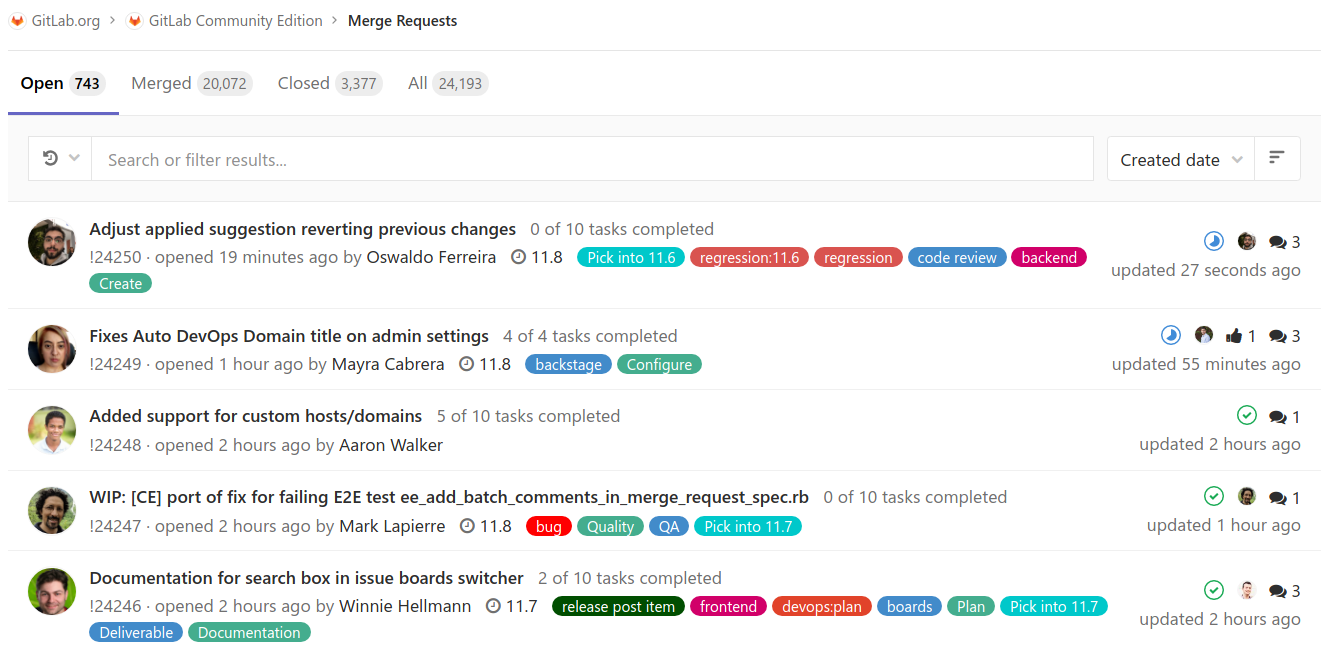 GitLab.org > GitLab Community Edition > Merge Requests
Open 743 Merged 20,072 Closed 3,377 All 24,193
Search or filter results... Created date
Adjust applied suggestion reverting previous changes 0 of 10 tasks completed 3
!24250 · opened 19 minutes ago by Oswaldo Ferreira 11.8 Pick into 11.6 regression:11.6 regression code review backend updated 27 seconds ago
Create
Fixes Auto DevOps Domain title on admin settings 4 of 4 tasks completed 1 3
!24249 · opened 1 hour ago by Mayra Cabrera 11.8 backstage Configure updated 55 minutes ago
Added support for custom hosts/domains 5 of 10 tasks completed 1
!24248 · opened 2 hours ago by Aaron Walker updated 2 hours ago
WIP: [CE] port of fix for failing E2E test ee_add_batch_comments_in_merge_request_spec.rb 0 of 10 tasks completed 1
!24247 · opened 2 hours ago by Mark Lapierre 11.8 bug Quality QA Pick into 11.7 updated 1 hour ago
Documentation for search box in issue boards switcher 2 of 10 tasks completed 3
!24246 · opened 2 hours ago by Winnie Hellmann 11.7 release post item frontend devops:plan boards Plan Pick into 11.7 updated 2 hours ago
Deliverable Documentation